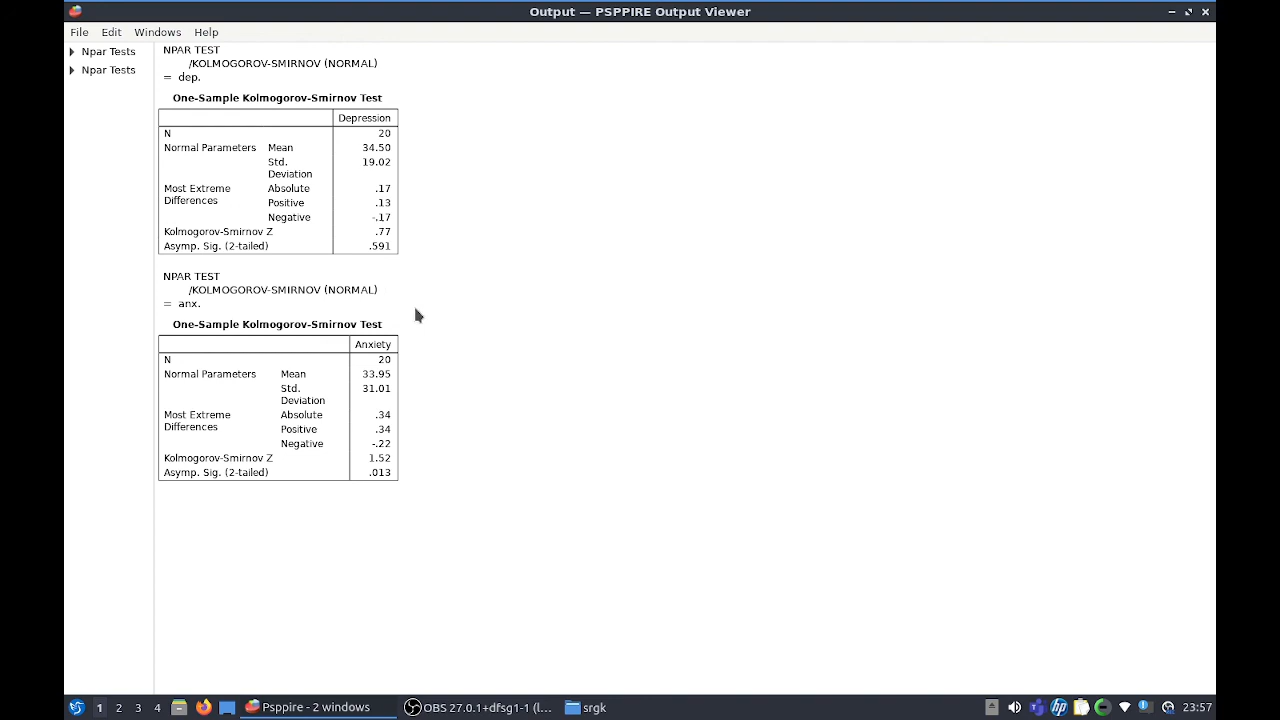 Output — PSPPIRE Output Viewer
File Edit Windows Help
Npar Tests
Npar Tests
NPAR TEST
/KOLMOGOROV-SMIRNOV (NORMAL)
= dep.
One-Sample Kolmogorov-Smirnov Test
Depression
N 20
Normal Parameters Mean 34.50
Std. Deviation 19.02
Most Extreme Differences Absolute .17
Positive .13
Negative -.17
Kolmogorov-Smirnov Z .77
Asymp. Sig. (2-tailed) .591
NPAR TEST
/KOLMOGOROV-SMIRNOV (NORMAL)
= anx.
One-Sample Kolmogorov-Smirnov Test
Anxiety
N 20
Normal Parameters Mean 33.95
Std. Deviation 31.01
Most Extreme Differences Absolute .34
Positive .34
Negative -.22
Kolmogorov-Smirnov Z 1.52
Asymp. Sig. (2-tailed) .013
1 2 3 4 Psppire - 2 windows OBS 27.0.1+dfsg1-1 (l... srgk 23:57